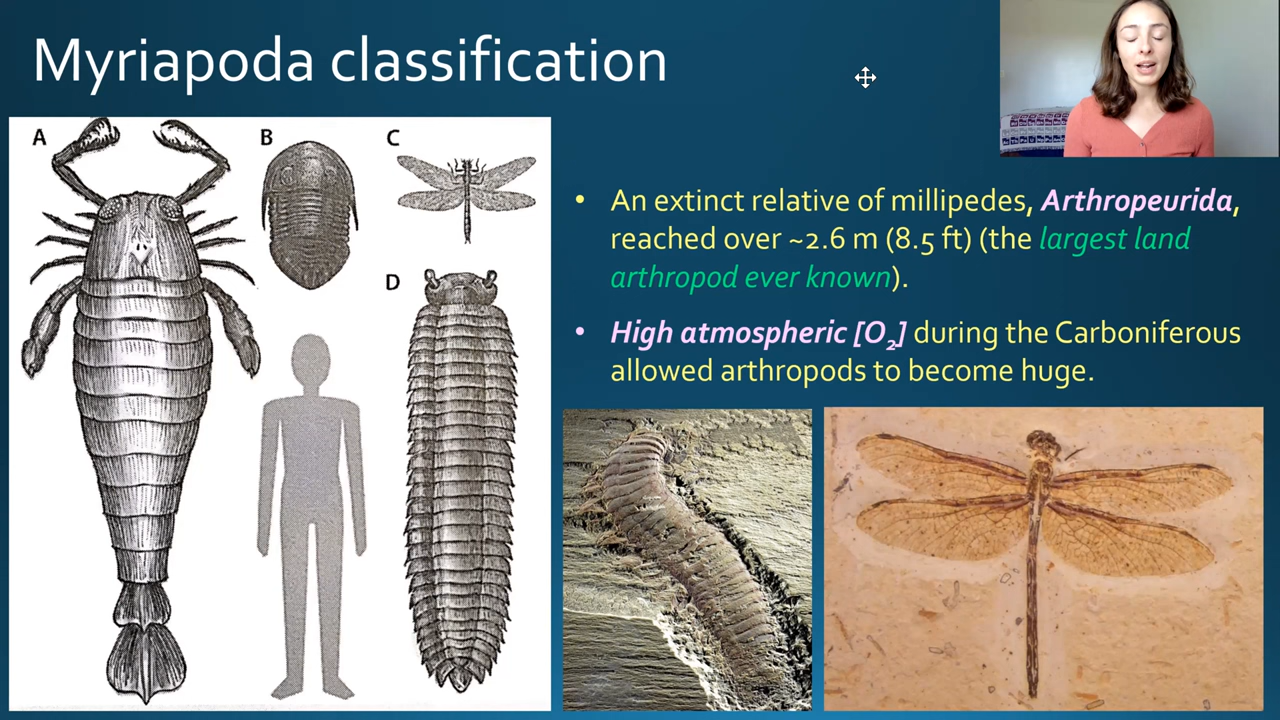 Myriapoda classification
A
B
C
D
• An extinct relative of millipedes, Arthropeurida,
reached over ~2.6 m (8.5 ft) (the largest land
arthropod ever known).
• High atmospheric [O₂] during the Carboniferous
allowed arthropods to become huge.